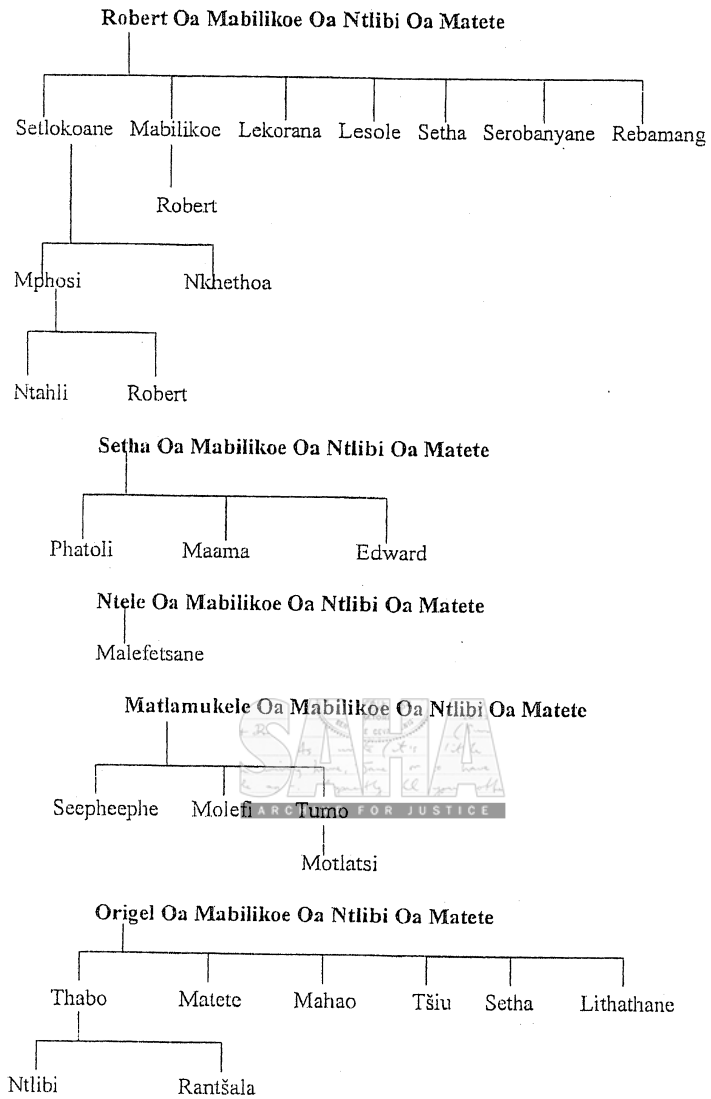 Robert Oa Mabilikoe Oa Ntlibi Oa Matete
Setlokoane Mabilikoe Lekorana Lesole Setha Serobanyane Rebamang
Robert
Mphosi Nkhethoa
Ntahli Robert
Setha Oa Mabilikoe Oa Ntlibi Oa Matete
Phatoli Maama Edward
Ntele Oa Mabilikoe Oa Ntlibi Oa Matete
Malefetsane
Matlamukele Oa Mabilikoe Oa Ntlibi Oa Matete
SAHA
Seepheephe Molefi Tumo
FOR JUSTICE
Motlatsi
Origel Oa Mabilikoe Oa Ntlibi Oa Matete
Thabo Matete Mahao Tšiu Setha Lithathane
Ntlibi Rantšala